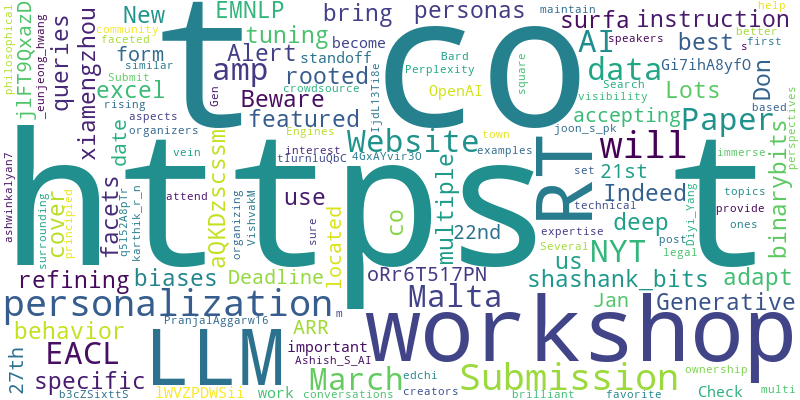 https
t
co
t
workshop
LLM
RT
personalization
Submission
website
will
Paper
data
AI
NYT
Malta
March
EACL
EMNLP
New
form
queries
xiamengzhou
jlFT9QxazD
_eunjeong_hwang
philosophical
excel
tuning
Alert
amp
Beware
featured
bring
personas
standoff
rooted
become
crowdsource
Bard
Perplexity
OpenAI
square
surfa
instruction
maintain
community
faceted
similar
Submit
rising
aspects
organizers
Gen
Engines
interest
tIurnluQbC
IjdL13T18e
town
examples
4GxAYvir3O
best
Gi7ihA8yfO
Don
Lots
accepting
Search
visibility
joon_s_pk
based
help
speakers
better
first
s
perspectives
immerse
topics
provide
ones
binarybits
Diyi_Yang
post
legal
set
technical
21st
Indeed
deep
us
expertise
Several
22nd
multiple
co
use
located
sure
attend
vein
organizing
VishvakM
aQKDzscssm
date
facets
cover
principled
surrounding
ashwinkalyan7
qs152A8pTr
karthik_r_n
refining
biases
Deadline
oRr6T517PN
shashank_bits
adapt
Jan
Generative
behavior
PranjalAggarw16
m
ARR
important
Ashish_S_AI
specific
27th
b3cZSixttS
lWVZPDWSii
work
conversations
edchi
creators
brilliant
favorite
Check
ownership
multi